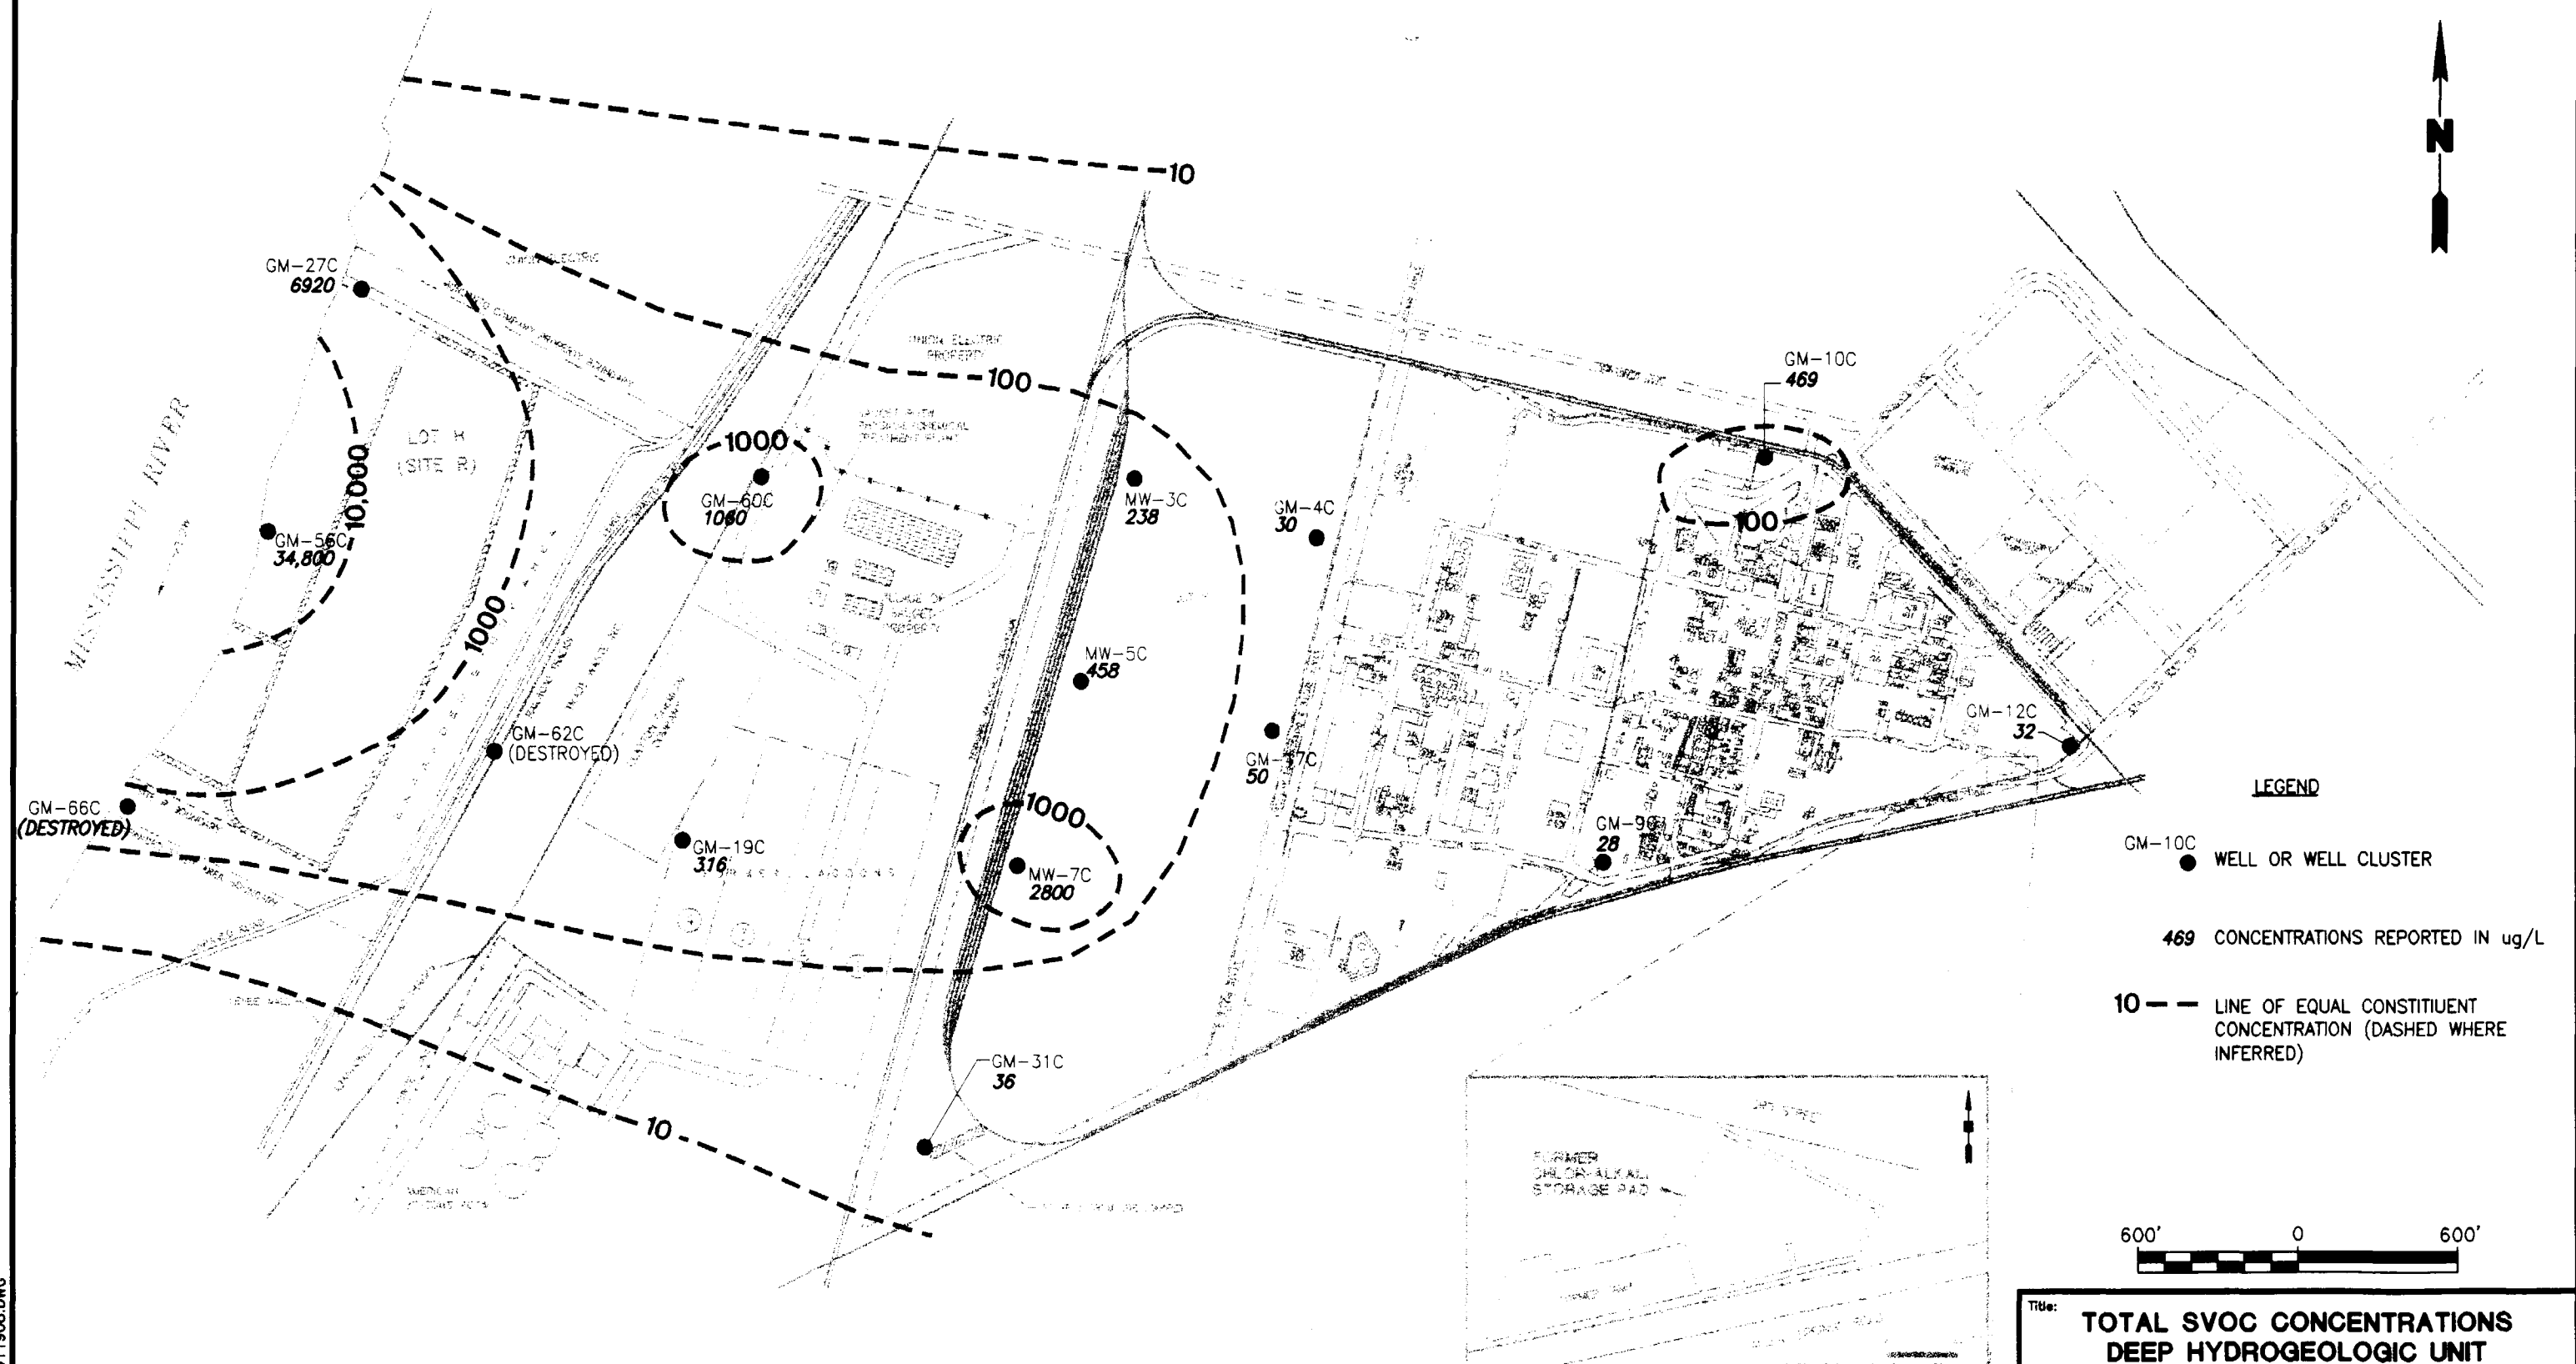 10
N
GM-27C
6920
UNION ELECTRIC
UNION ELECTRIC
PROPERTY
100
GM-10C
469
MISSISSIPPI RIVER
LOT H
(SITE R)
10,000
1000
GM-60C
1060
MW-3C
238
GM-4C
30
100
GM-56C
34,800
1000
MW-5C
458
GM-62C
(DESTROYED)
GM-17C
50
GM-12C
32
GM-66C
(DESTROYED)
GM-19C
316
1000
MW-7C
2800
GM-9C
28
LEGEND
GM-10C
WELL OR WELL CLUSTER
469 CONCENTRATIONS REPORTED IN ug/L
10 LINE OF EQUAL CONSTITIUENT
CONCENTRATION (DASHED WHERE
INFERRED)
GM-31C
36
10
FORMER
CHLOR-ALKALI
STORAGE PAD
600' 0 600'
Title:
TOTAL SVOC CONCENTRATIONS
DEEP HYDROGEOLOGIC UNIT